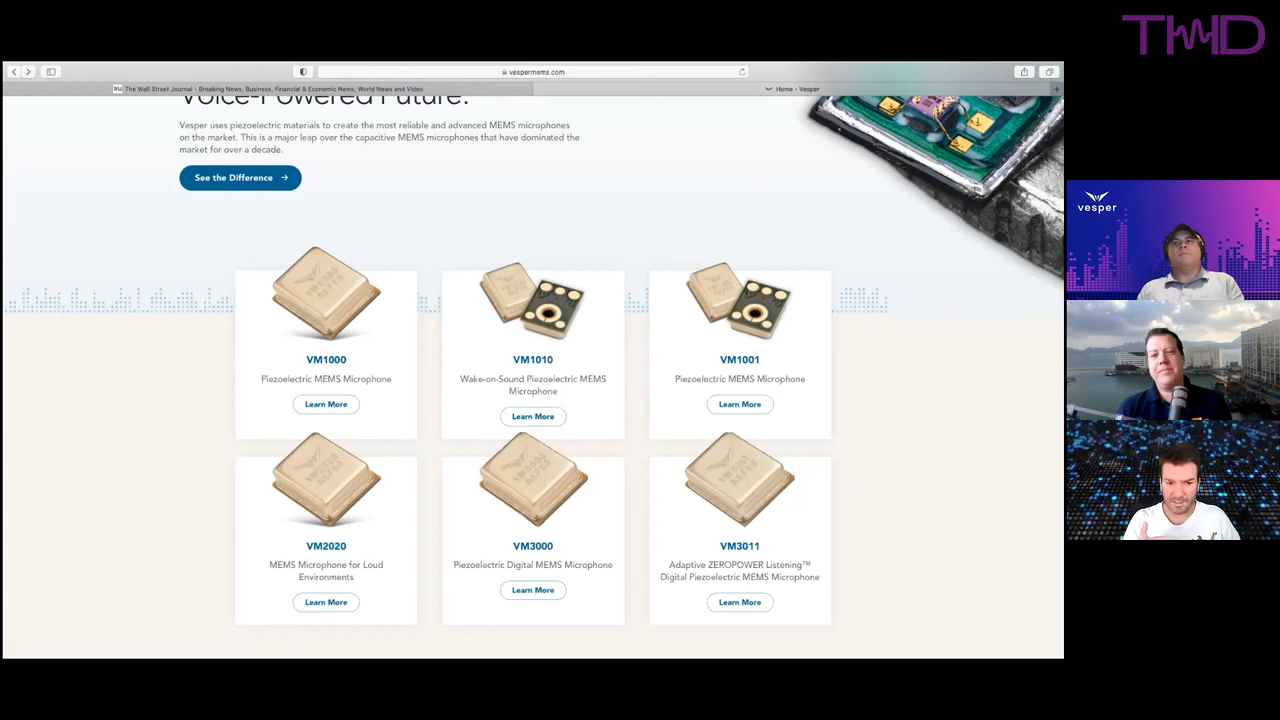 TWD
vespermems.com
The Wall Street Journal - Breaking News, Business, Financial & Economic News, World News and Video
Home - Vesper
Voice-Powered Future.
Vesper uses piezoelectric materials to create the most reliable and advanced MEMS microphones
on the market. This is a major leap over the capacitive MEMS microphones that have dominated the
market for over a decade.
See the Difference →
vesper
VM1000
Piezoelectric MEMS Microphone
Learn More
VM1010
Wake-on-Sound Piezoelectric MEMS
Microphone
Learn More
VM1001
Piezoelectric MEMS Microphone
Learn More
VM2020
MEMS Microphone for Loud
Environments
Learn More
VM3000
Piezoelectric Digital MEMS Microphone
Learn More
VM3011
Adaptive ZEROPOWER Listening™
Digital Piezoelectric MEMS Microphone
Learn More